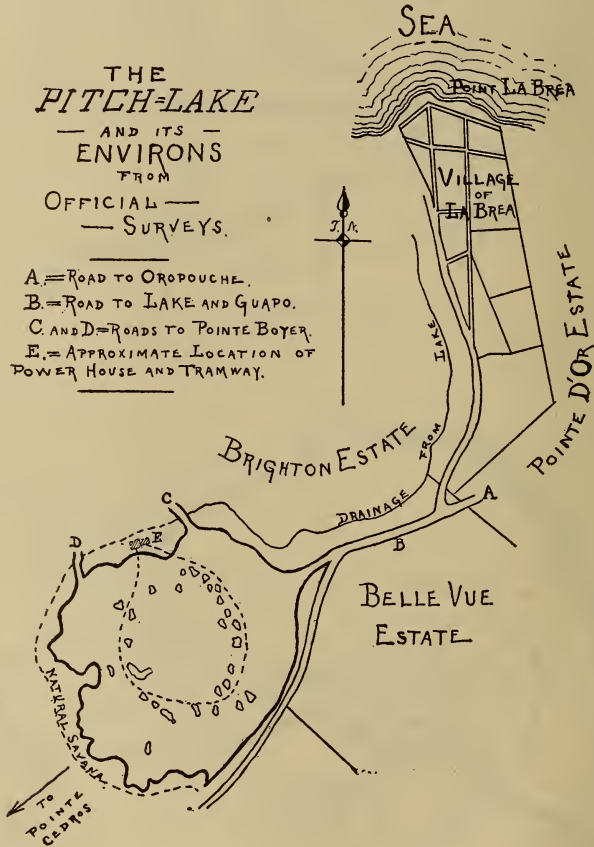 THE
PITCH=LAKE
— AND ITS —
ENVIRONS
FROM
OFFICIAL —
— SURVEYS.
A.=ROAD TO OROPOUCHE.
B.=ROAD TO LAKE AND GUAPO.
C. AND D=ROADS TO POINTE BOYER.
E.=APPROXIMATE LOCATION OF
POWER HOUSE AND TRAMWAY.
SEA
POINT LA BREA
VILLAGE
OF
LA BREA
T. N.
POINTE D'OR ESTATE
BRIGHTON ESTATE
DRAINAGE FROM LAKE
A
B
C
D
E
BELLE VUE
ESTATE
NATURAL SAVANA
TO
POINTE
CEDROS